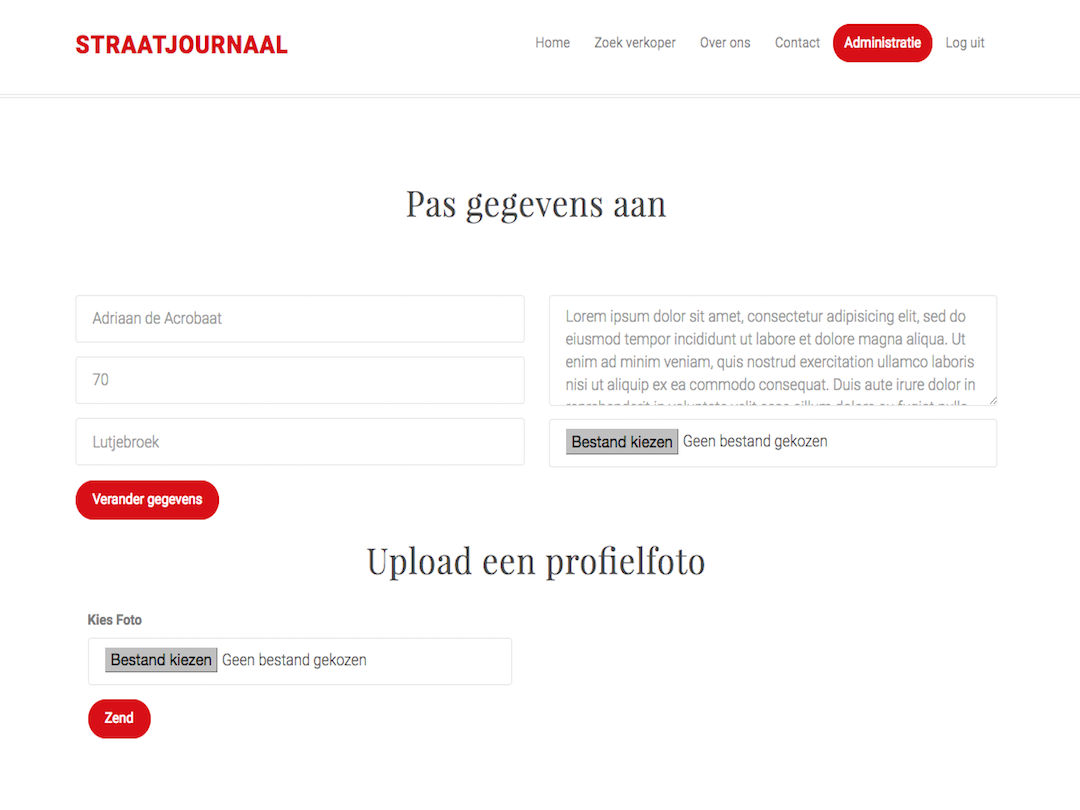 STRAATJOURNAAL
Home Zoek verkoper Over ons Contact Administratie Log uit
Pas gegevens aan
Adriaan de Acrobaat
70
Lutjebroek
Lorem ipsum dolor sit amet, consectetur adipisicing elit, sed do
eiusmod tempor incididunt ut labore et dolore magna aliqua. Ut
enim ad minim veniam, quis nostrud exercitation ullamco laboris
nisi ut aliquip ex ea commodo consequat. Duis aute irure dolor in
Bestand kiezen Geen bestand gekozen
Verander gegevens
Upload een profielfoto
Kies Foto
Bestand kiezen Geen bestand gekozen
Zend